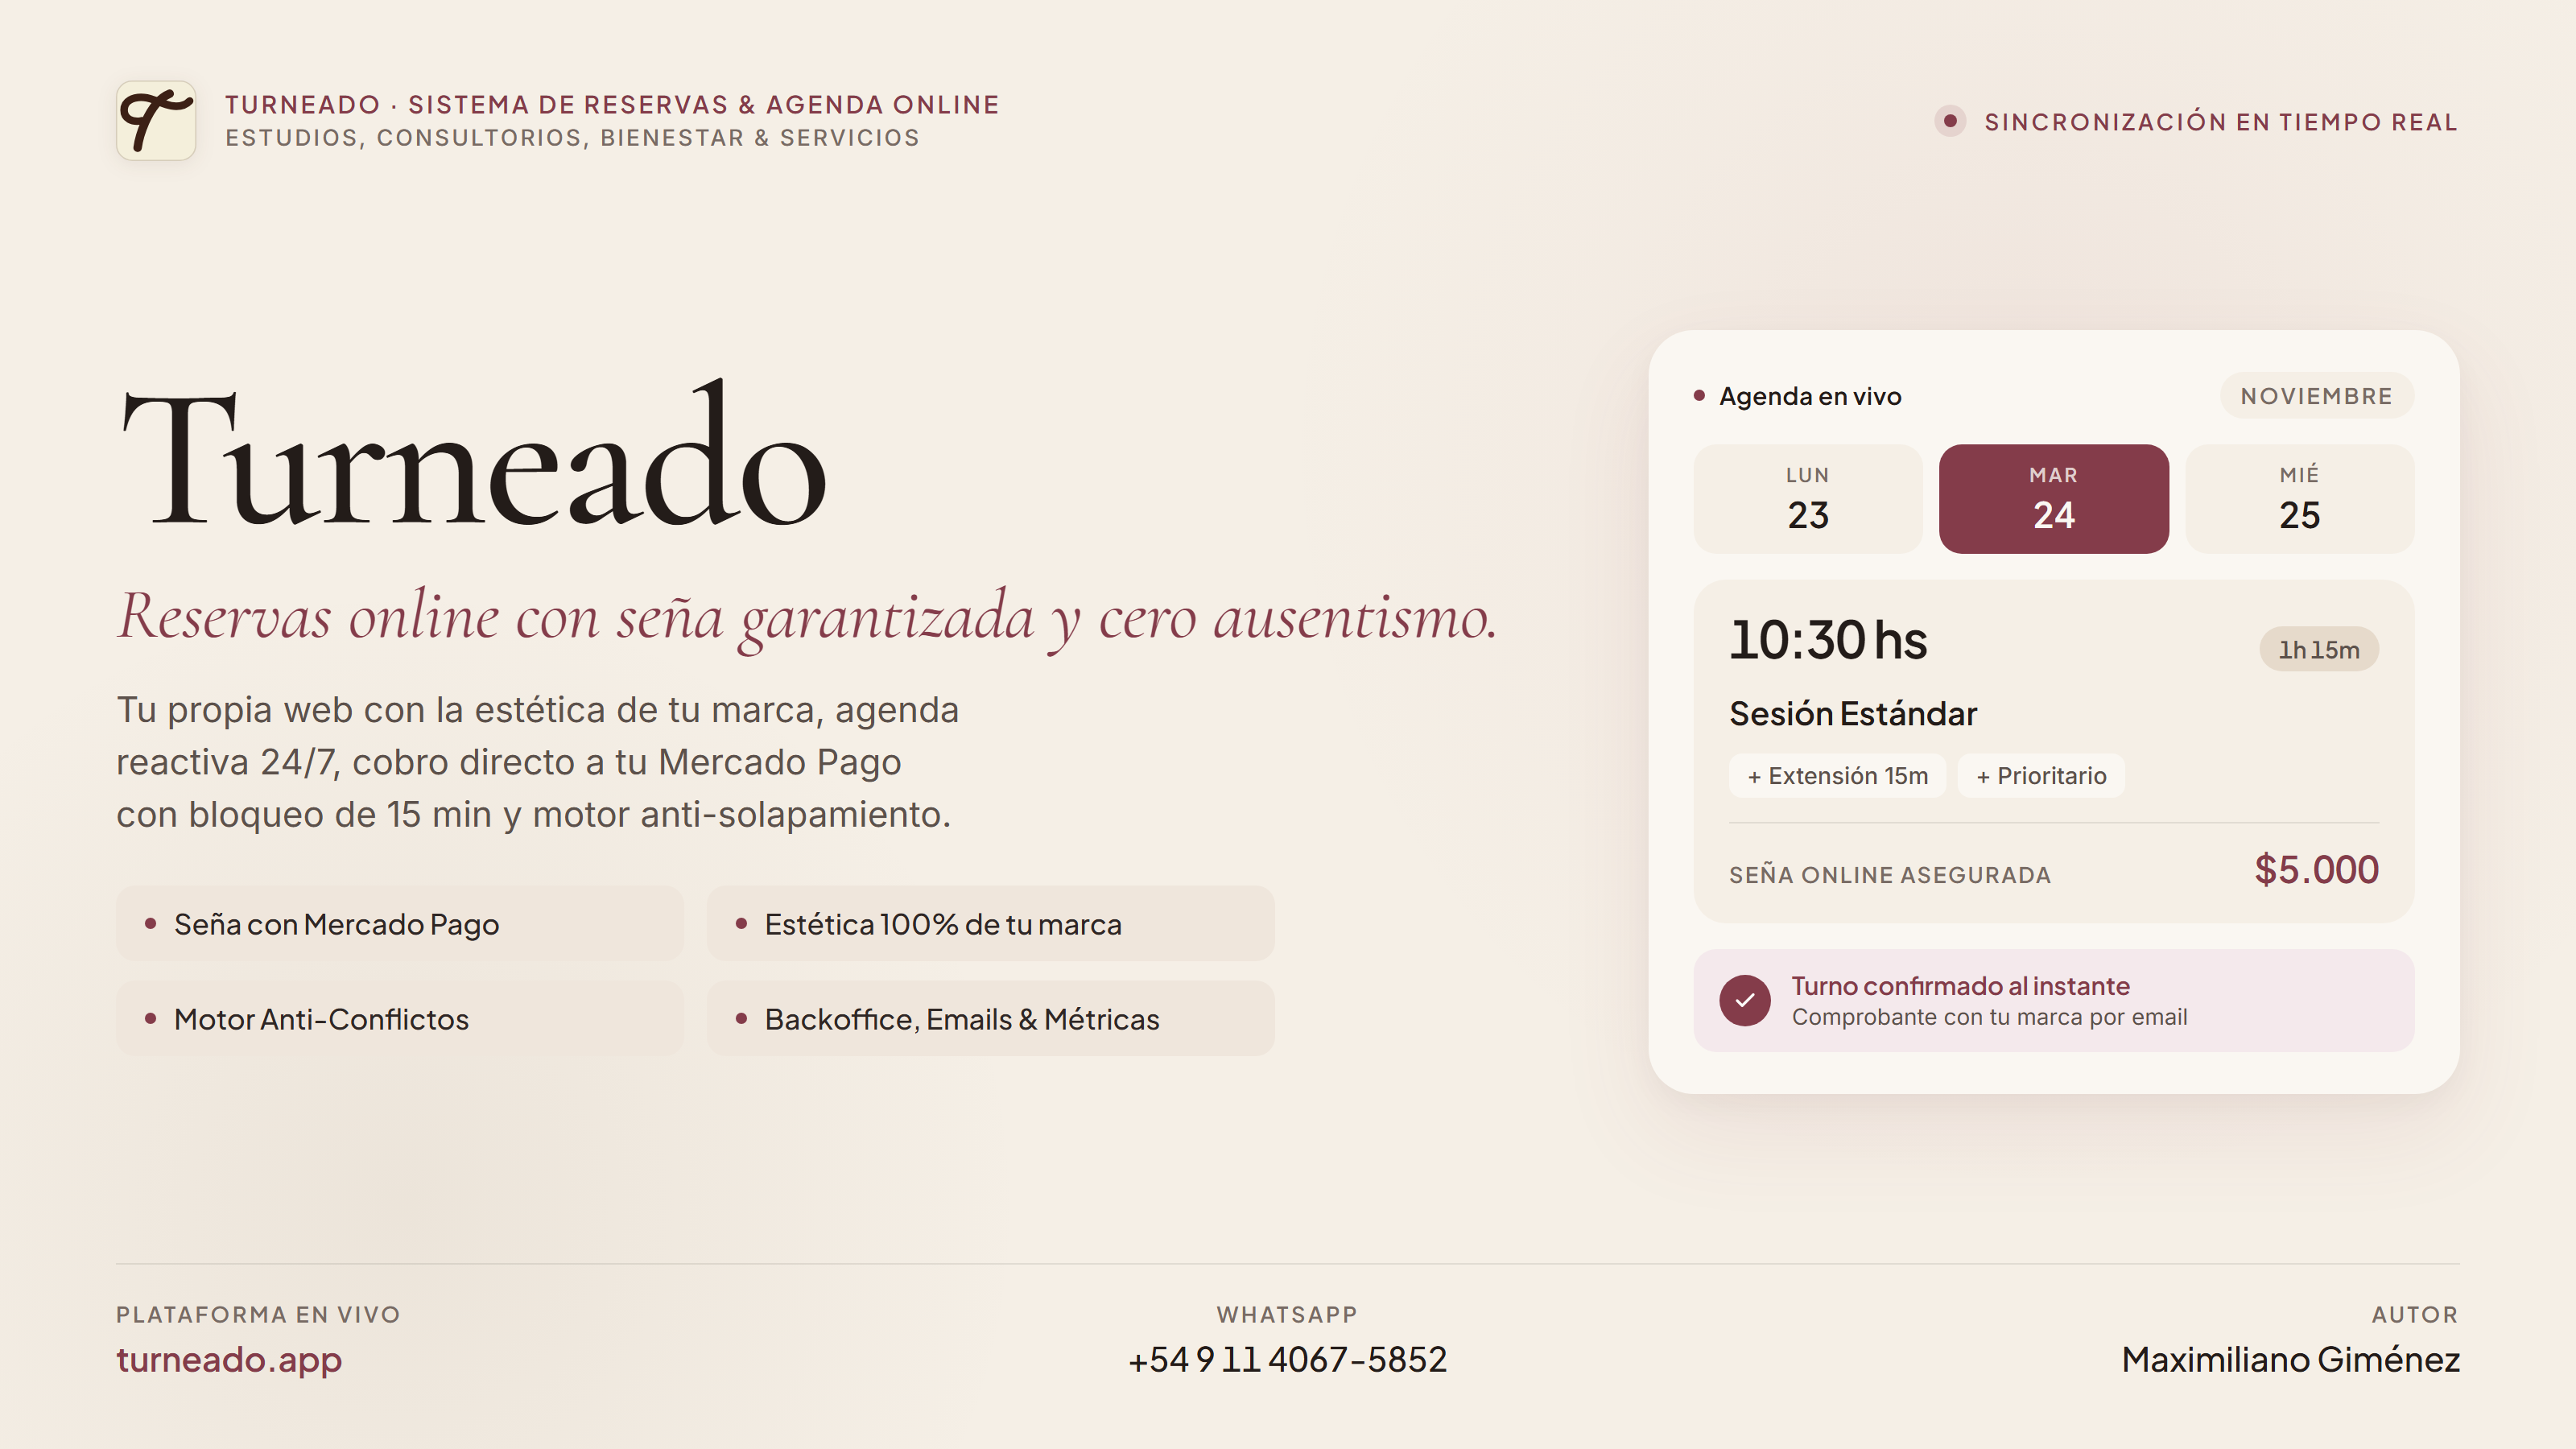 TURNEADO · SISTEMA DE RESERVAS & AGENDA ONLINE
ESTUDIOS, CONSULTORIOS, BIENESTAR & SERVICIOS
SINCRONIZACIÓN EN TIEMPO REAL
Turneado
Reservas online con seña garantizada y cero ausentismo.
Tu propia web con la estética de tu marca, agenda
reactiva 24/7, cobro directo a tu Mercado Pago
con bloqueo de 15 min y motor anti-solapamiento.
Seña con Mercado Pago
Estética 100% de tu marca
Motor Anti-Conflictos
Backoffice, Emails & Métricas
Agenda en vivo
NOVIEMBRE
LUN
23
MAR
24
MIÉ
25
10:30 hs
1h 15m
Sesión Estándar
+ Extensión 15m
+ Prioritario
SEÑA ONLINE ASEGURADA
$5.000
Turno confirmado al instante
Comprobante con tu marca por email
PLATAFORMA EN VIVO
turneado.app
WHATSAPP
+54 9 11 4067-5852
AUTOR
Maximiliano Giménez